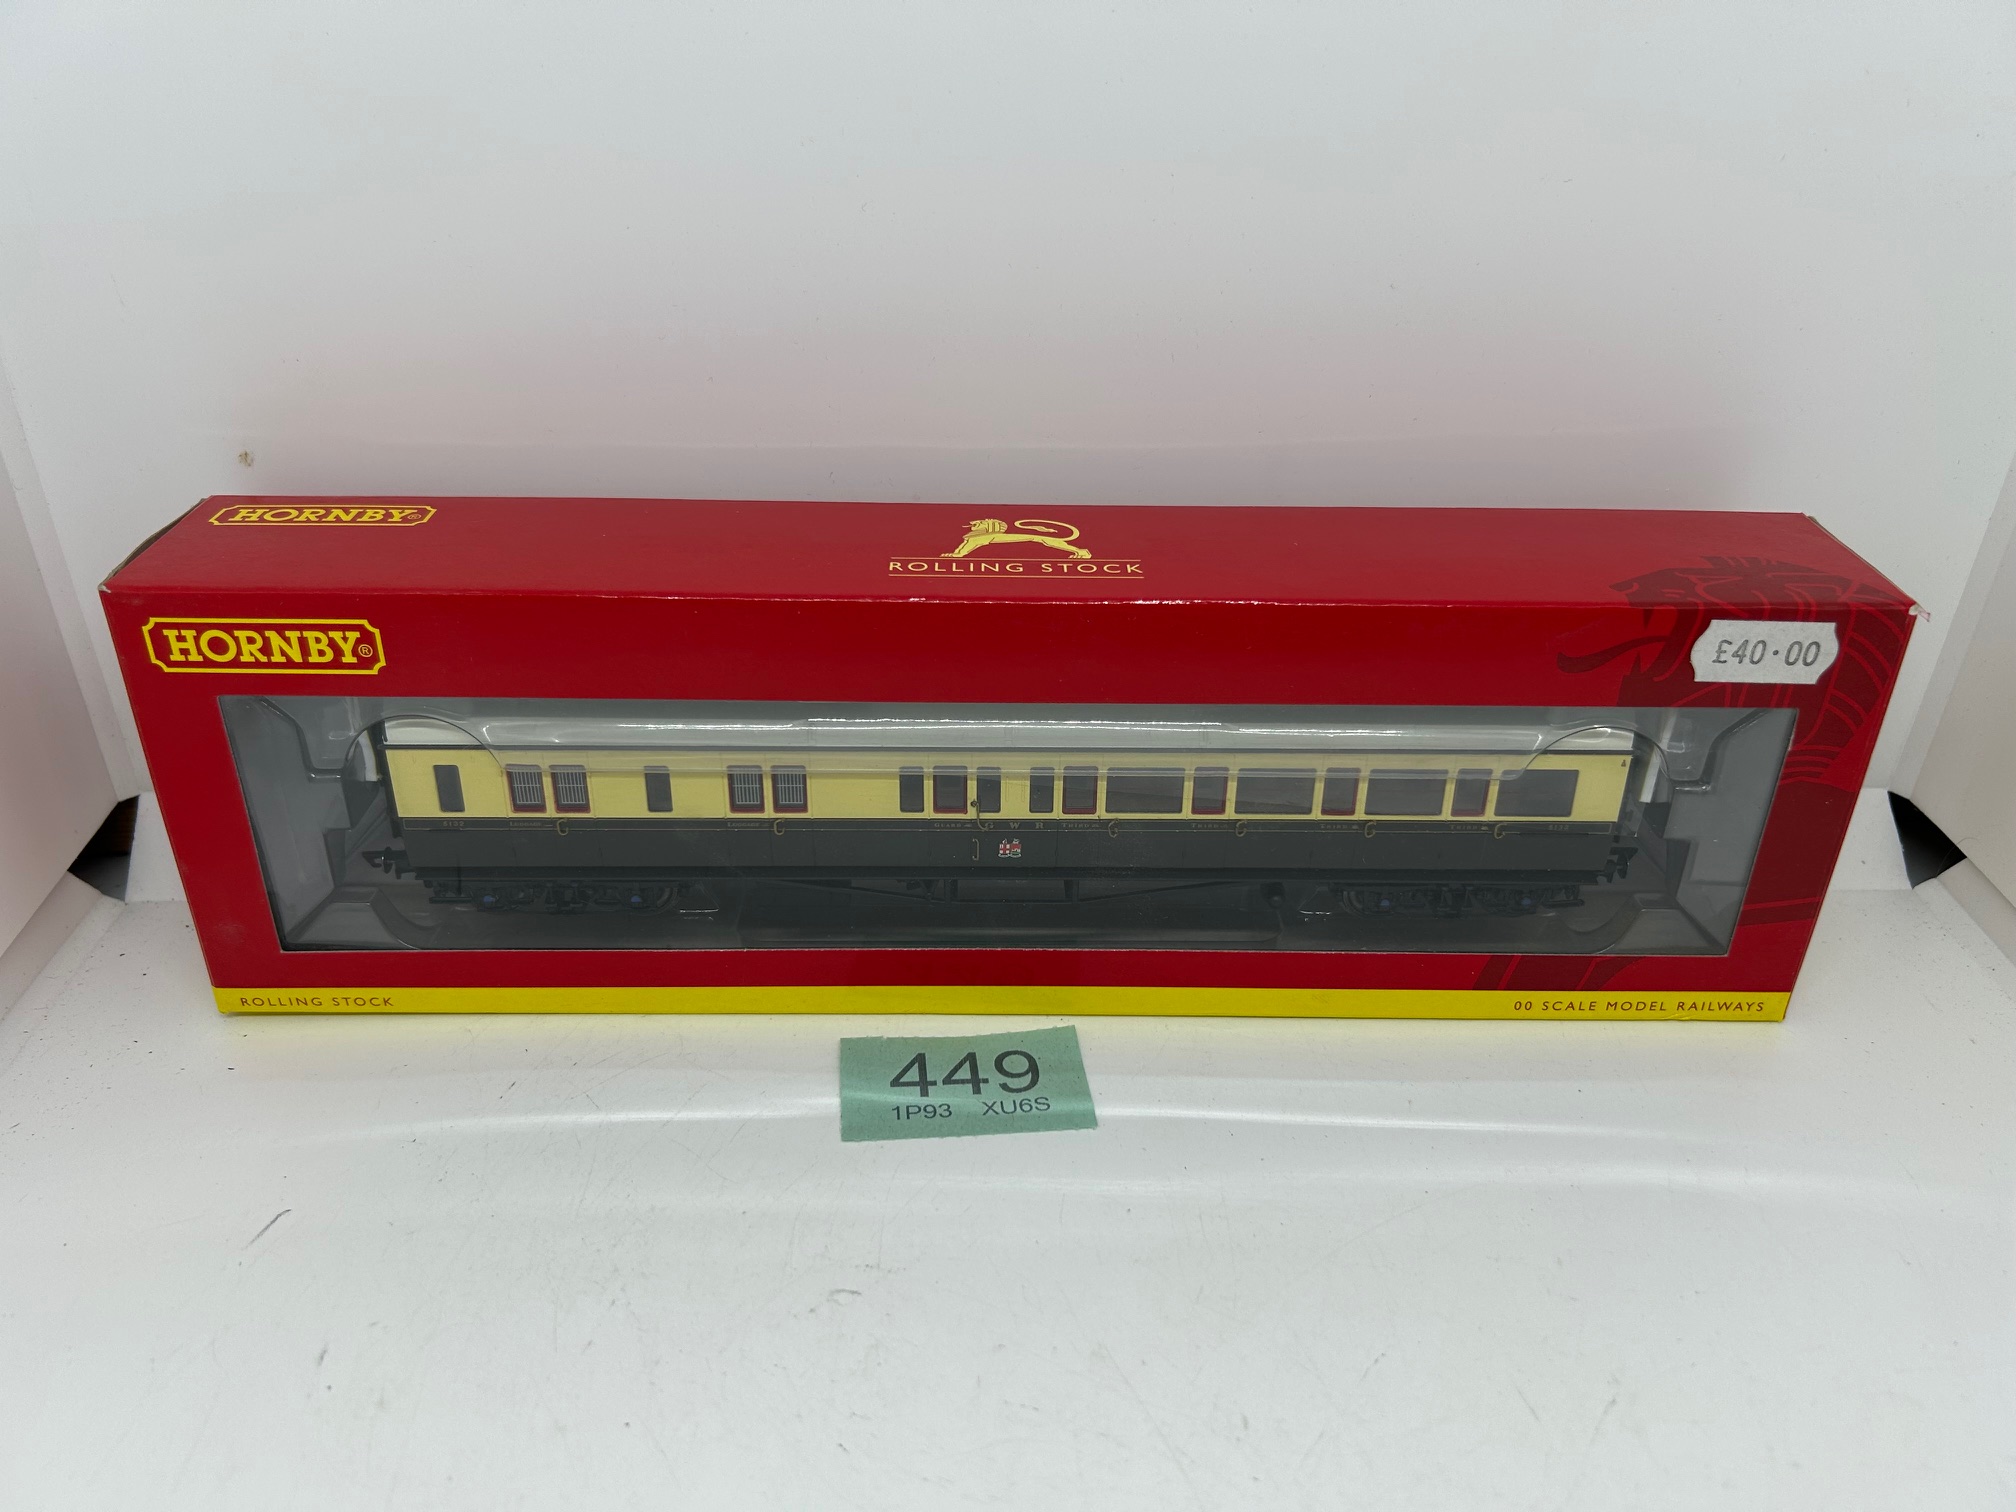 HORNBY®
ROLLING STOCK
HORNBY®
£40.00
G W R
ROLLING STOCK
00 SCALE MODEL RAILWAYS
449
1P93 XU6S